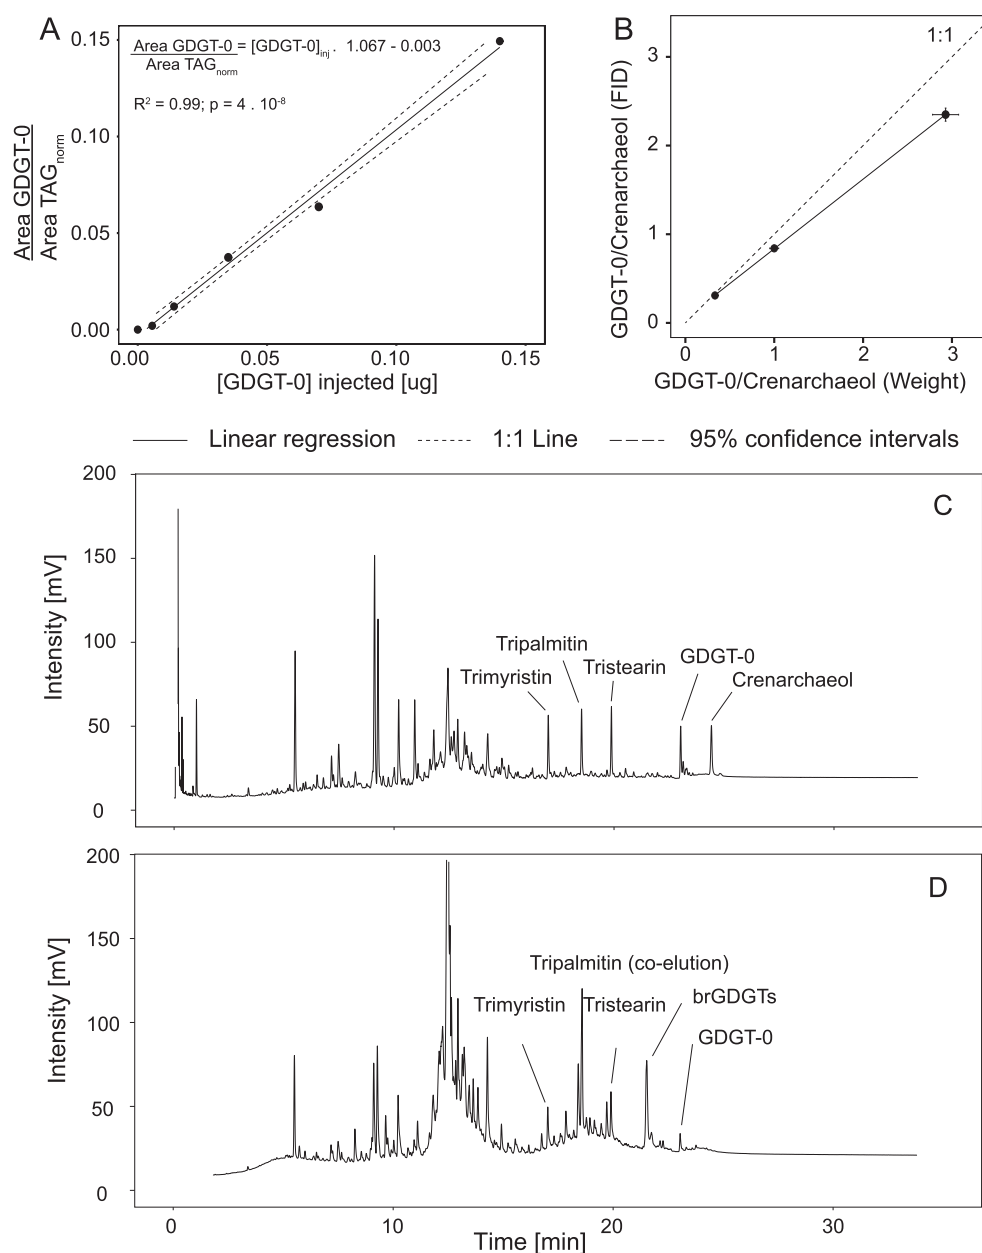 A
0.15
Area GDGT-0 = [GDGT-0]inj . 1.067 - 0.003
Area TAGnorm
R2 = 0.99; p = 4 . 10-8
0.10
0.05
0.00
Area GDGT-0
Area TAGnorm
0.00 0.05 0.10 0.15
[GDGT-0] injected [ug]
B
1:1
3
2
1
0
GDGT-0/Crenarchaeol (FID)
0 1 2 3
GDGT-0/Crenarchaeol (Weight)
Linear regression 1:1 Line 95% confidence intervals
200
C
150
100
50
0
Intensity [mV]
Tripalmitin
Trimyristin
Tristearin
GDGT-0
Crenarchaeol
200
D
150
100
50
0
Intensity [mV]
Tripalmitin (co-elution)
Trimyristin
Tristearin
brGDGTs
GDGT-0
0 10 20 30
Time [min]